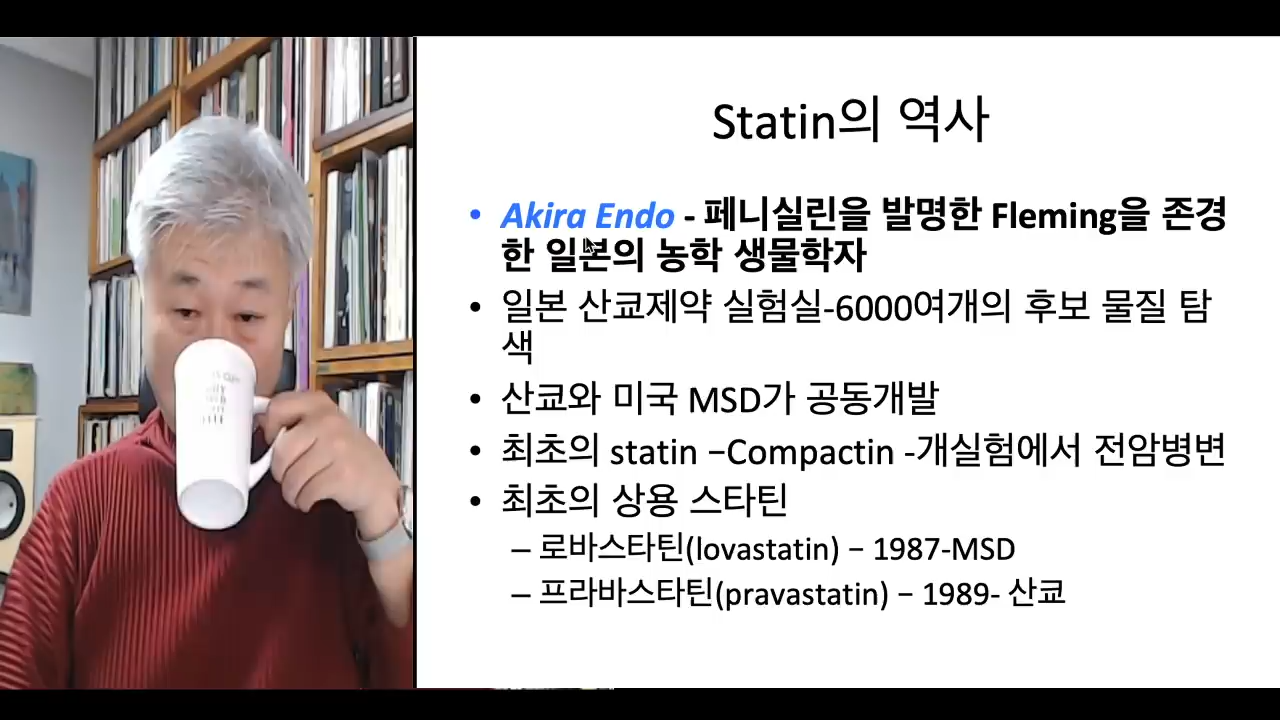 Statin의 역사
• Akira Endo - 페니실린을 발명한 Fleming을 존경
한 일본의 농학 생물학자
• 일본 산쿄제약 실험실-6000여개의 후보 물질 탐
색
• 산쿄와 미국 MSD가 공동개발
• 최초의 statin –Compactin -개실험에서 전암병변
• 최초의 상용 스타틴
– 로바스타틴(lovastatin) – 1987-MSD
– 프라바스타틴(pravastatin) – 1989- 산쿄